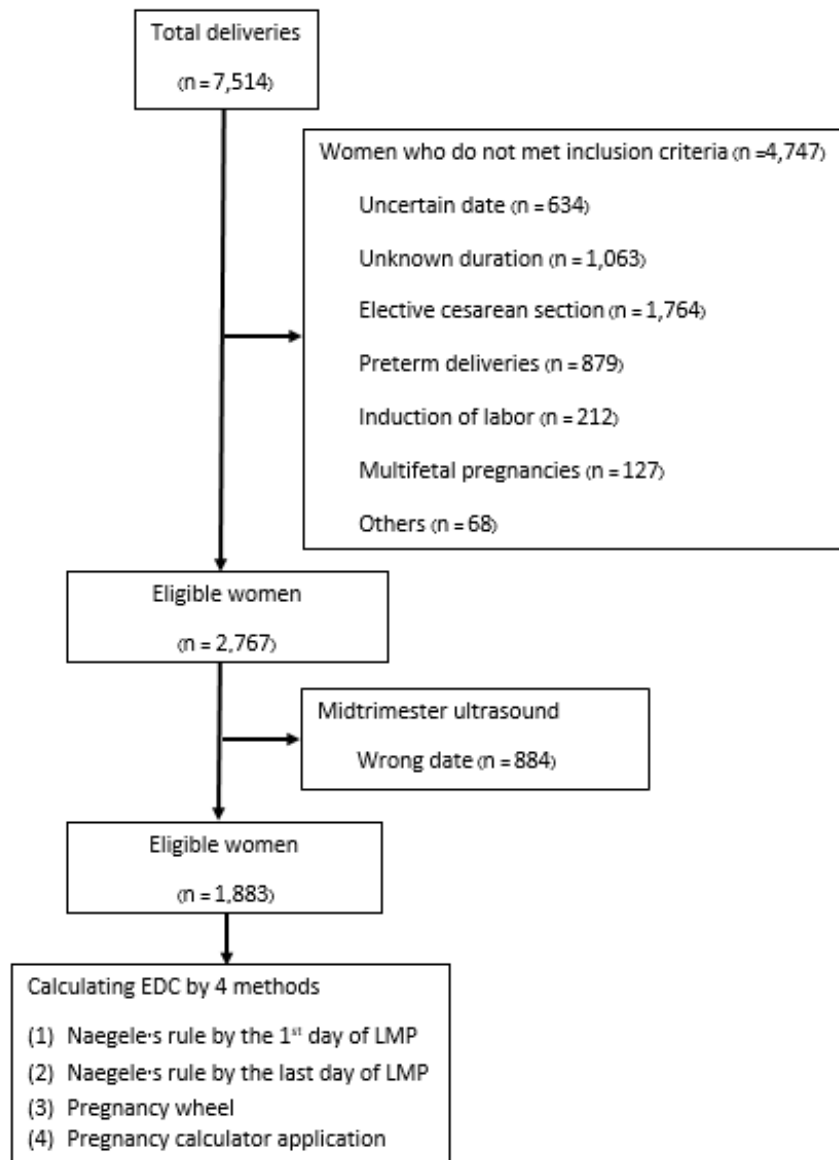 Total deliveries
(n = 7,514)
Women who do not met inclusion criteria (n =4,747)
Uncertain date (n = 634)
Unknown duration (n = 1,063)
Elective cesarean section (n = 1,764)
Preterm deliveries (n = 879)
Induction of labor (n = 212)
Multifetal pregnancies (n = 127)
Others (n = 68)
Eligible women
(n = 2,767)
Midtrimester ultrasound
Wrong date (n = 884)
Eligible women
(n = 1,883)
Calculating EDC by 4 methods
(1) Naegele·s rule by the 1st day of LMP
(2) Naegele·s rule by the last day of LMP
(3) Pregnancy wheel
(4) Pregnancy calculator application